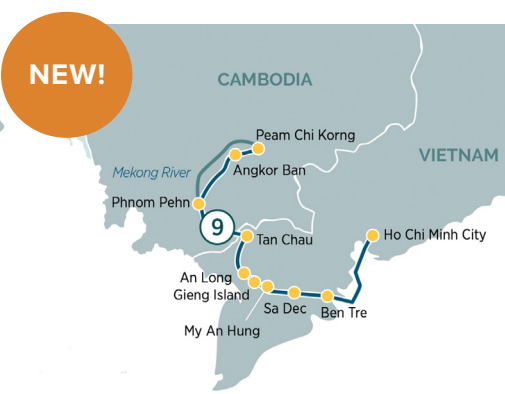 NEW!
CAMBODIA
Peam Chi Korng
VIETNAM
Mekong River
Angkor Ban
Phnom Pehn
9
Tan Chau
Ho Chi Minh City
An Long
Gieng Island
Sa Dec
Ben Tre
My An Hung